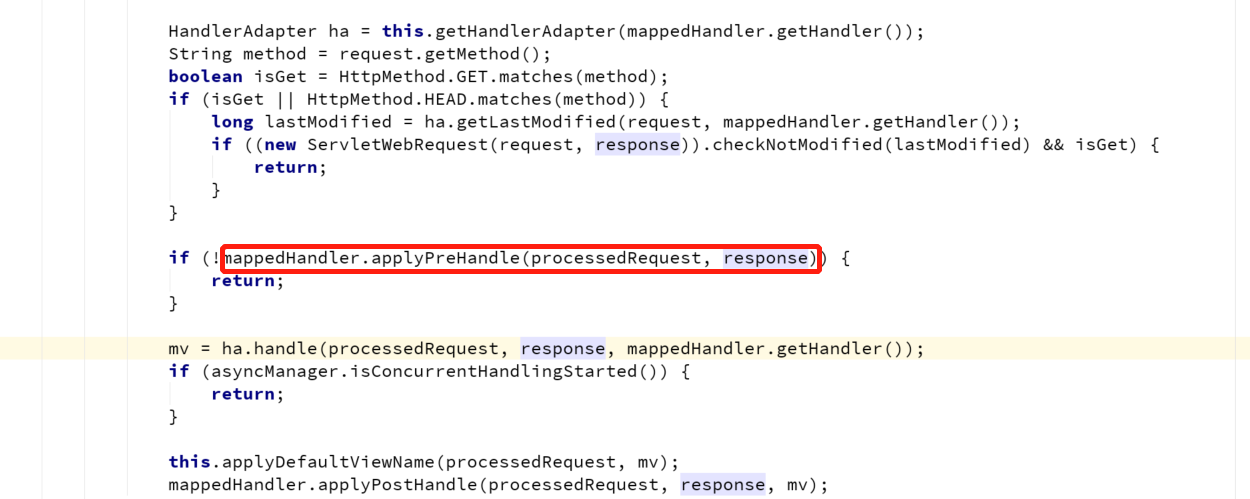 HandlerAdapter ha = this.getHandlerAdapter(mappedHandler.getHandler());
String method = request.getMethod();
boolean isGet = HttpMethod.GET.matches(method);
if (isGet || HttpMethod.HEAD.matches(method)) {
    long lastModified = ha.getLastModified(request, mappedHandler.getHandler());
    if ((new ServletWebRequest(request, response)).checkNotModified(lastModified) && isGet) {
        return;
    }
}
if (!mappedHandler.applyPreHandle(processedRequest, response)) {
    return;
}
mv = ha.handle(processedRequest, response, mappedHandler.getHandler());
if (asyncManager.isConcurrentHandlingStarted()) {
    return;
}
this.applyDefaultViewName(processedRequest, mv);
mappedHandler.applyPostHandle(processedRequest, response, mv);